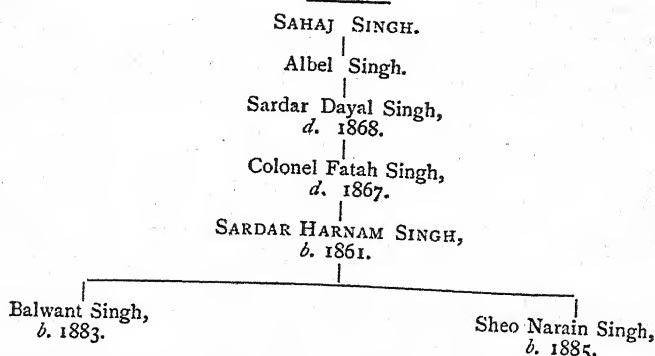 SAHAJ SINGH.
Albel Singh.
Sardar Dayal Singh,
d. 1868.
Colonel Fatah Singh,
d. 1867.
SARDAR HARNAM SINGH,
b. 1861.
Balwant Singh,
b. 1883.
Sheo Narain Singh,
b. 1885.